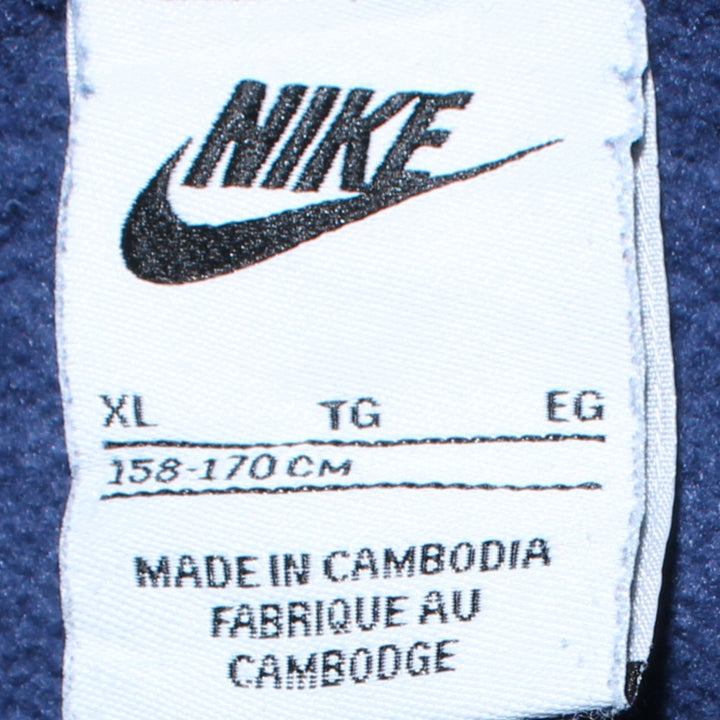 NIKE
XL TG EG
158-170 CM
MADE IN CAMBODIA
FABRIQUE AU
CAMBODGE